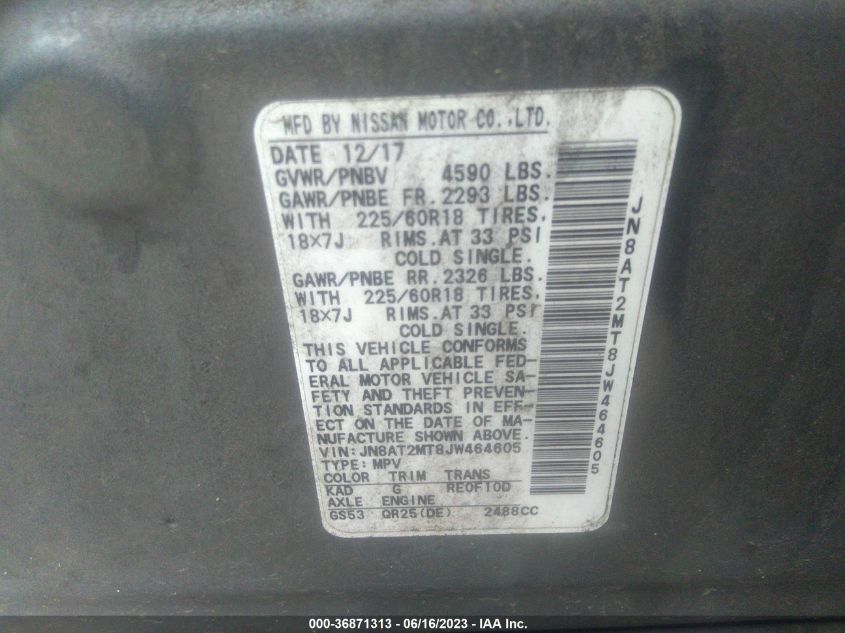 MFD BY NISSAN MOTOR CO.,LTD.
DATE 12/17
GVWR/PNBV 4590 LBS.
GAWR/PNBE FR. 2293 LBS.
WITH 225/60R18 TIRES,
18X7J RIMS. AT 33 PSI
COLD SINGLE.
GAWR/PNBE RR. 2326 LBS.
WITH 225/60R18 TIRES,
18X7J RIMS. AT 33 PSI
COLD SINGLE.
THIS VEHICLE CONFORMS
TO ALL APPLICABLE FED-
ERAL MOTOR VEHICLE SA-
FETY AND THEFT PREVEN-
TION STANDARDS IN EFF-
ECT ON THE DATE OF MA-
NUFACTURE SHOWN ABOVE.
VIN:JN8AT2MT8JW464605
TYPE:MPV
COLOR TRIM TRANS
KAD G RE0F10D
AXLE ENGINE
GS53 QR25(DE) 2488CC
JN8AT2MT8JW464605
000-36871313 - 06/16/2023 - IAA Inc.